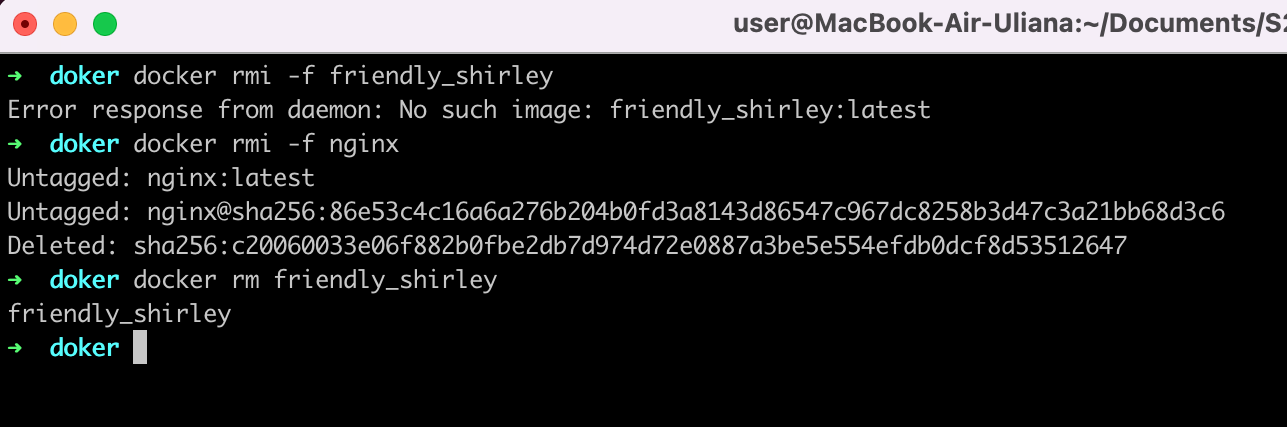 user@MacBook-Air-Uliana:~/Documents/S2
➜ doker docker rmi -f friendly_shirley
Error response from daemon: No such image: friendly_shirley:latest
➜ doker docker rmi -f nginx
Untagged: nginx:latest
Untagged: nginx@sha256:86e53c4c16a6a276b204b0fd3a8143d86547c967dc8258b3d47c3a21bb68d3c6
Deleted: sha256:c20060033e06f882b0fbe2db7d974d72e0887a3be5e554efdb0dcf8d53512647
➜ doker docker rm friendly_shirley
friendly_shirley
➜ doker